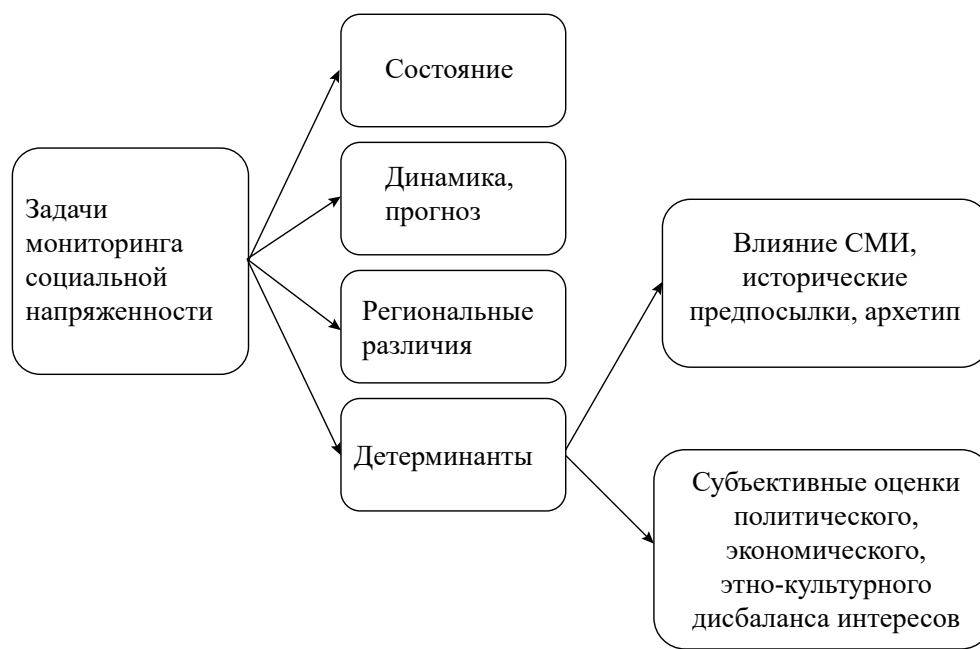 Задачи
мониторинга
социальной
напряженности
Состояние
Динамика,
прогноз
Региональные
различия
Детерминанты
Влияние СМИ,
исторические
предпосылки, архетип
Субъективные оценки
политического,
экономического,
этно-культурного
дисбаланса интересов